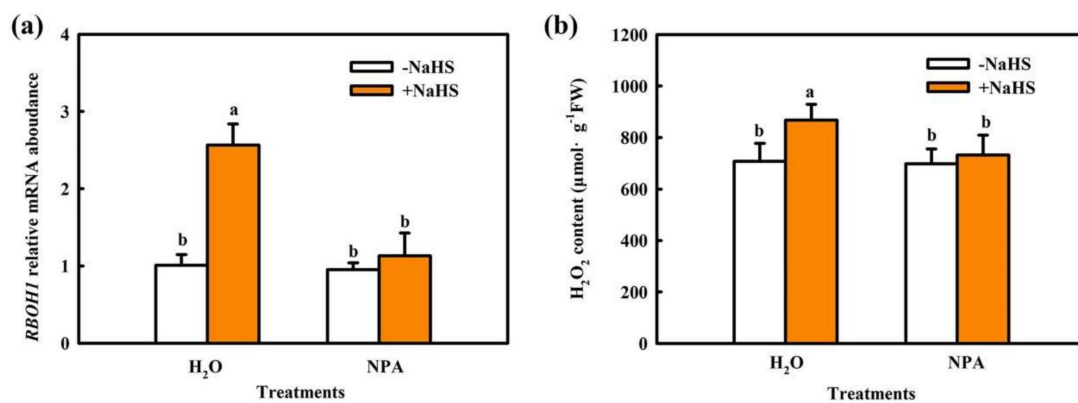 (a)
RBOH1 relative mRNA aboudance
4
3
2
1
0
-NaHS
+NaHS
b
a
b
b
H₂O
NPA
Treatments
(b)
H₂O₂ content (µmol· g⁻¹FW)
1200
1000
800
600
400
200
0
-NaHS
+NaHS
b
a
b
b
H₂O
NPA
Treatments